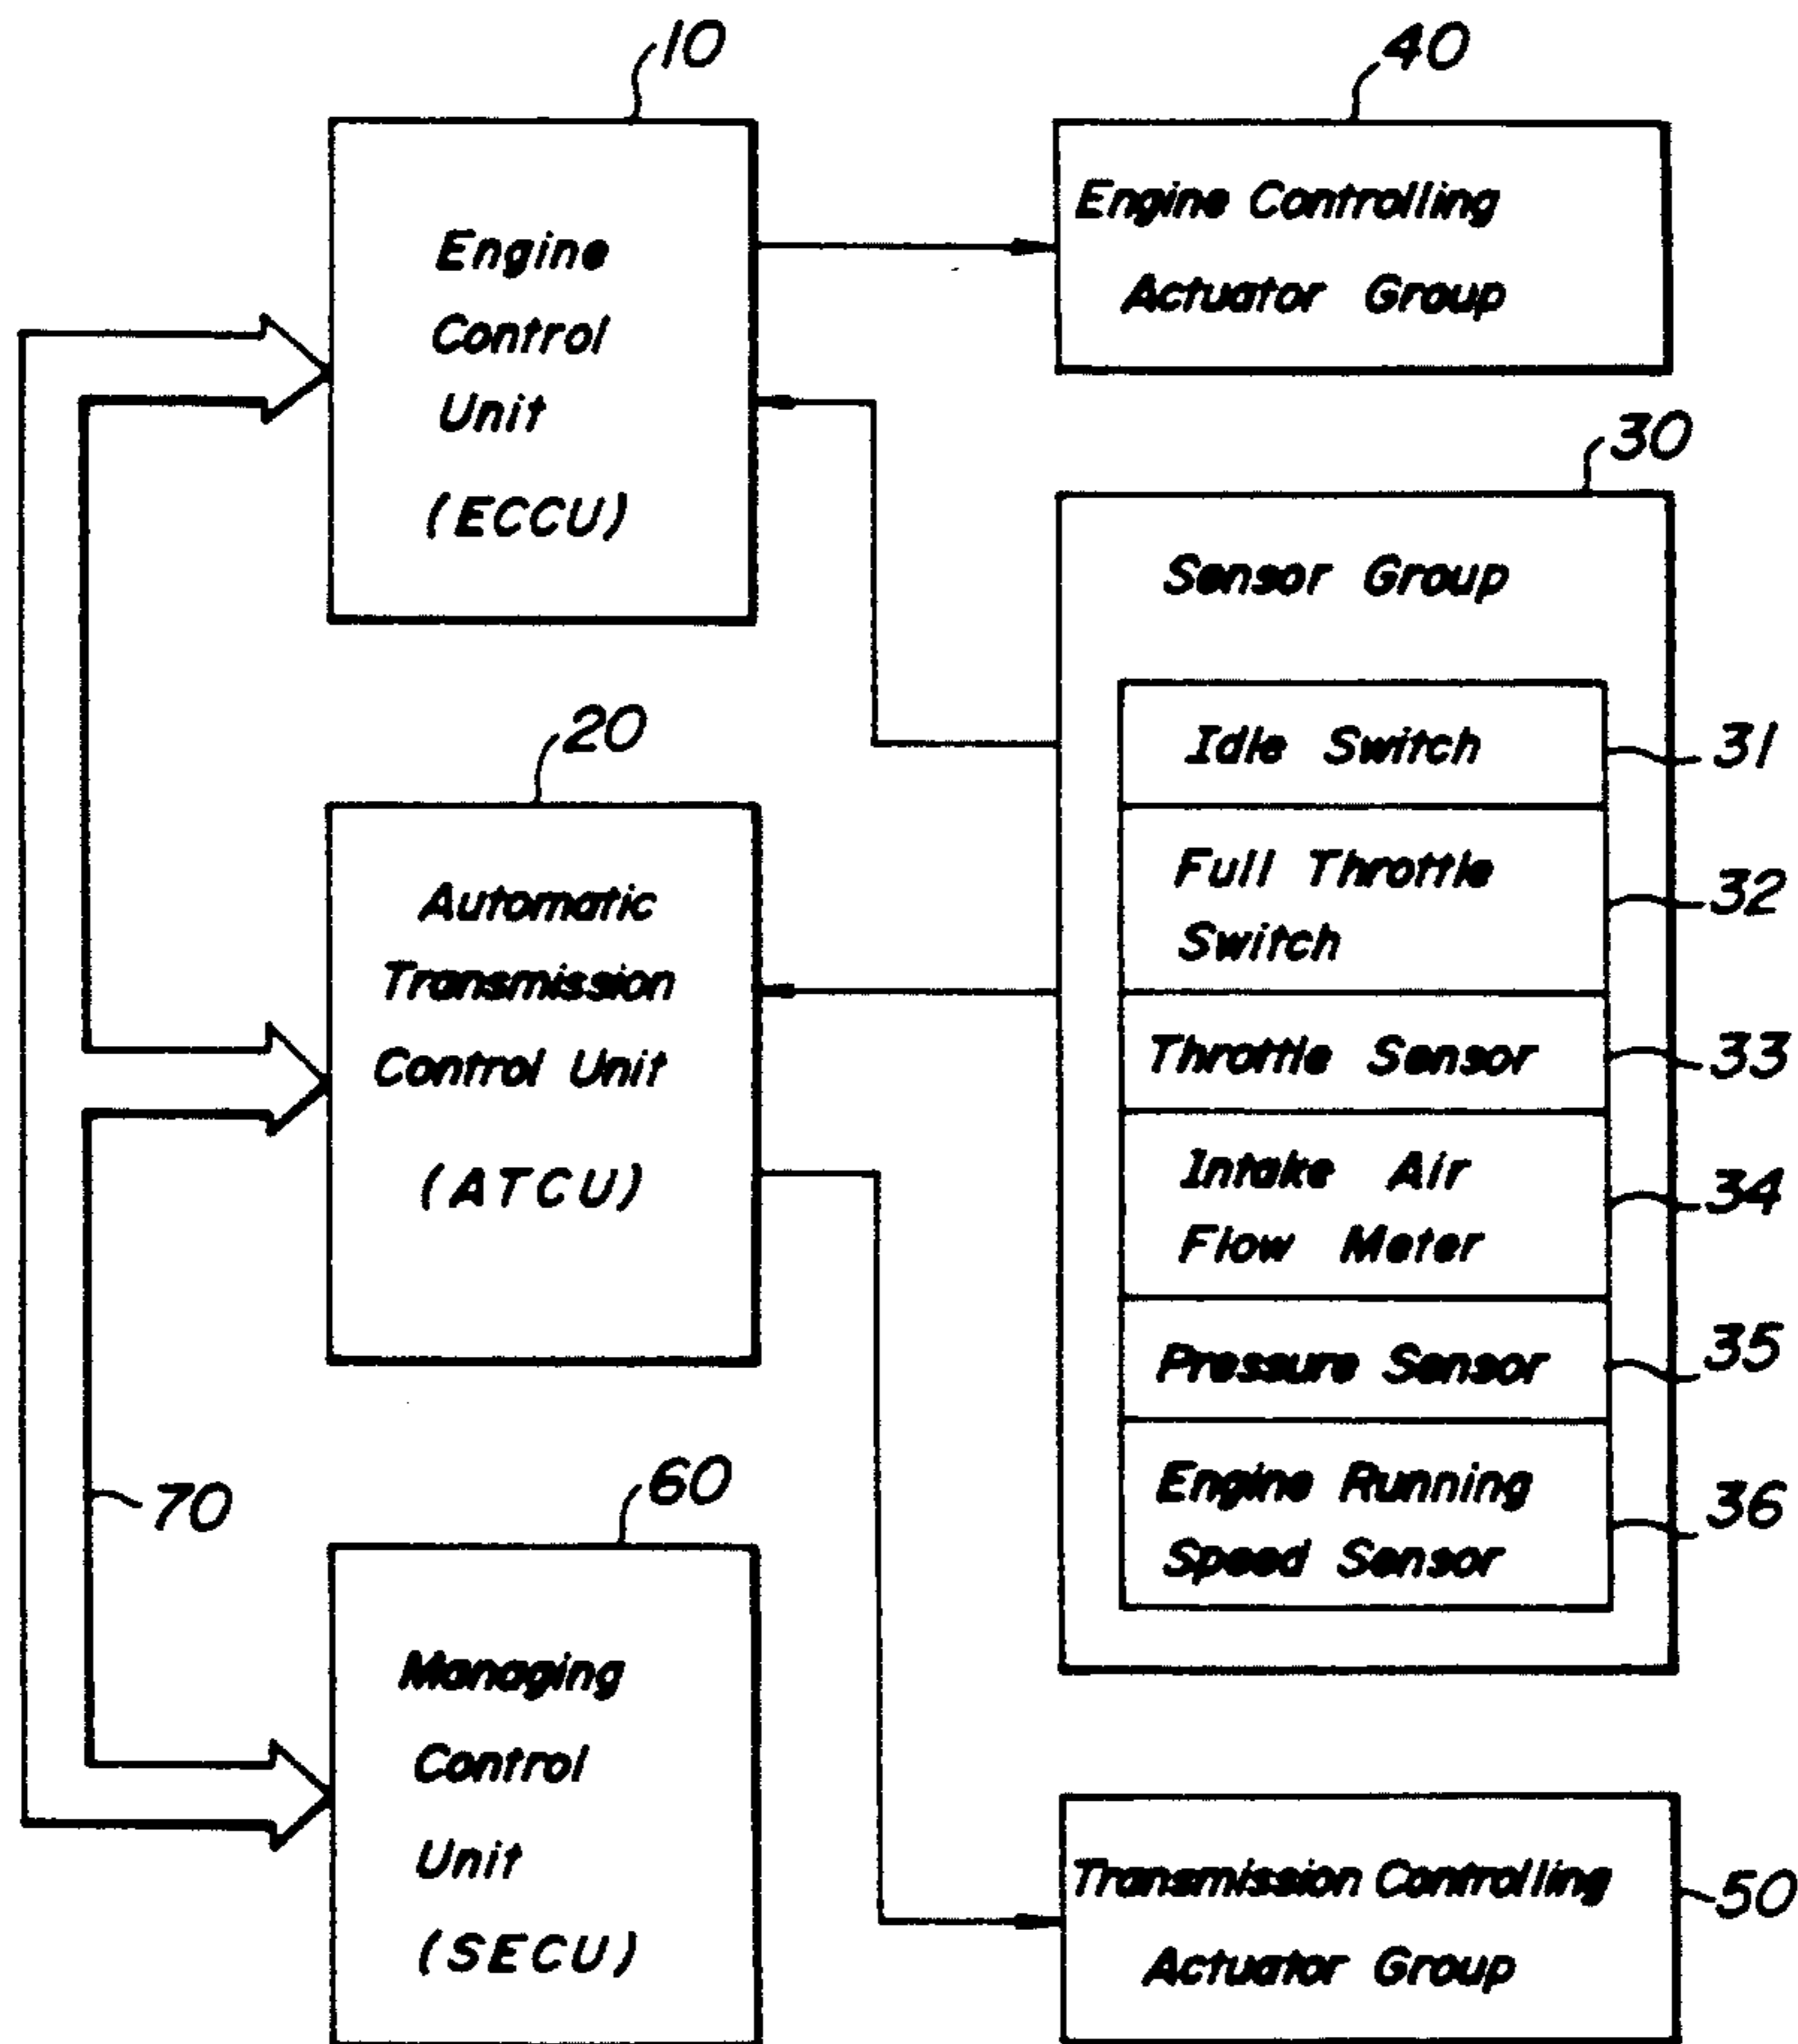 10
Engine
Control
Unit
(ECCU)
40
Engine Controlling
Actuator Group
30
Sensor Group
Idle Switch
31
Full Throttle
Switch
32
Throttle Sensor
33
Intake Air
Flow Meter
34
Pressure Sensor
35
Engine Running
Speed Sensor
36
20
Automatic
Transmission
Control Unit
(ATCU)
70
60
Managing
Control
Unit
(SECU)
Transmission Controlling
Actuator Group
50